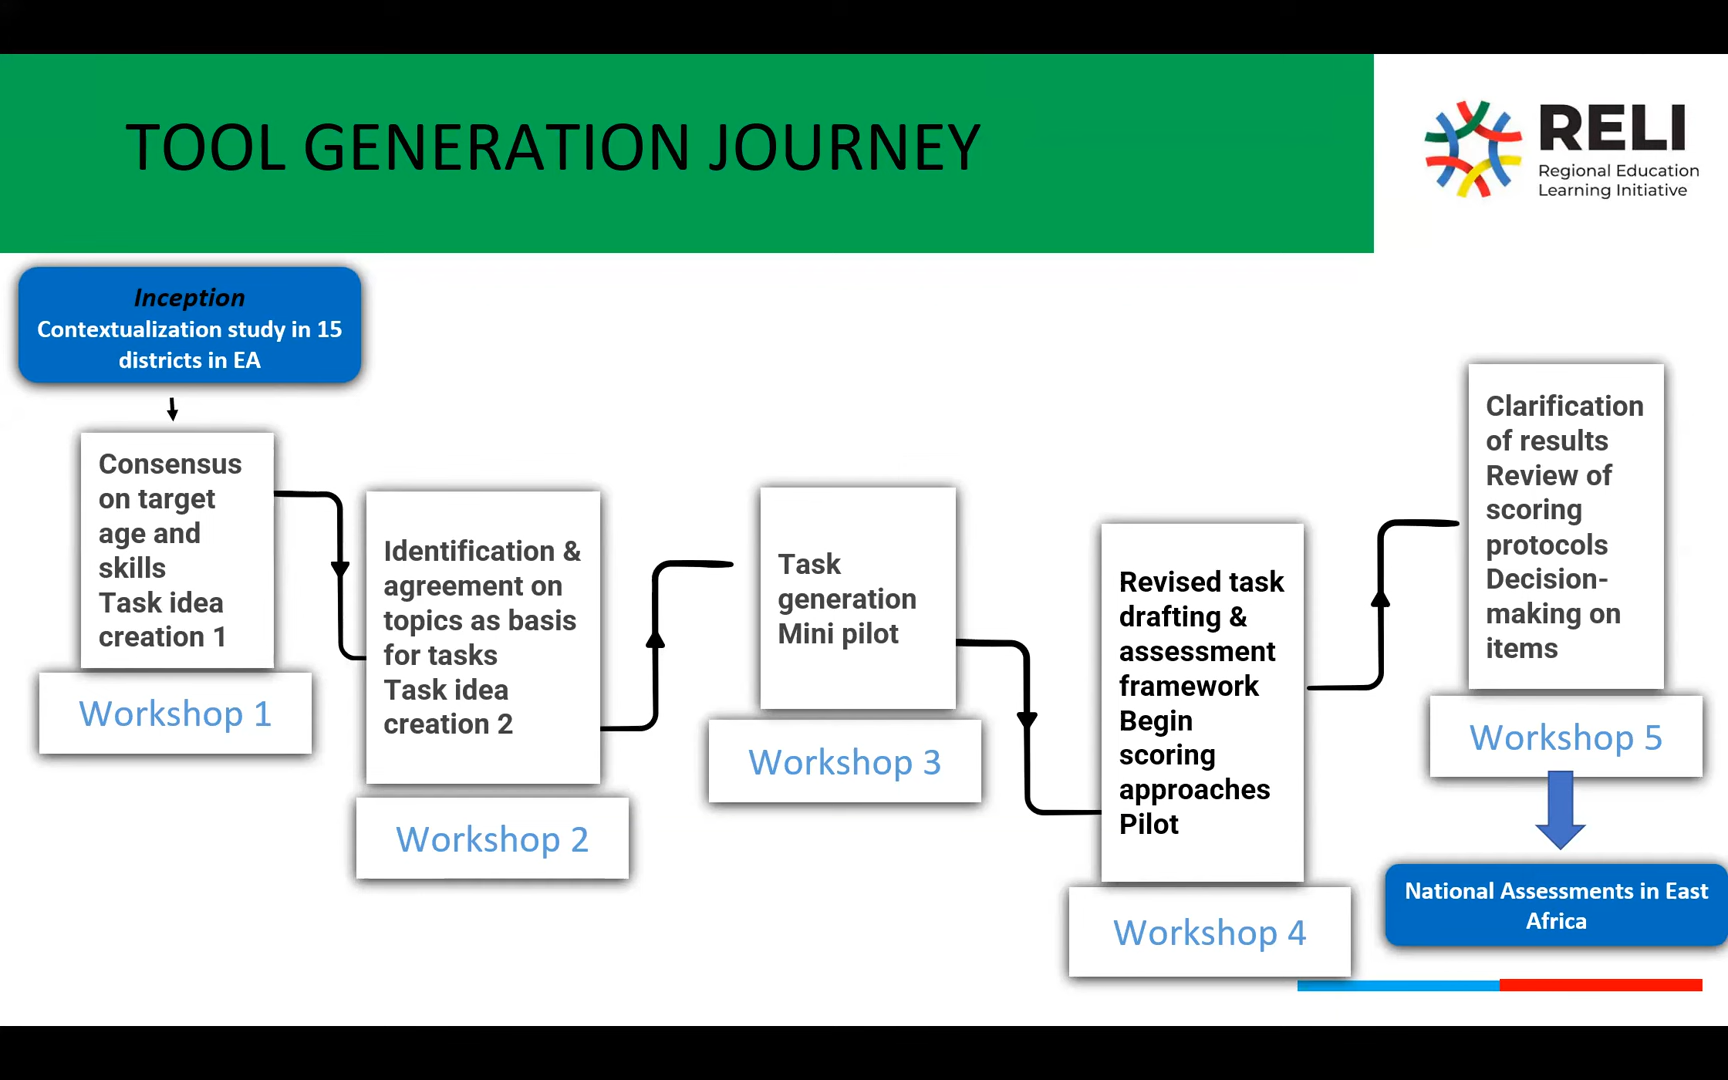 TOOL GENERATION JOURNEY
RELI
Regional Education
Learning Initiative
Inception
Contextualization study in 15
districts in EA
Consensus
on target
age and
skills
Task idea
creation 1
Workshop 1
Identification &
agreement on
topics as basis
for tasks
Task idea
creation 2
Workshop 2
Task
generation
Mini pilot
Workshop 3
Revised task
drafting &
assessment
framework
Begin
scoring
approaches
Pilot
Workshop 4
Clarification
of results
Review of
scoring
protocols
Decision-
making on
items
Workshop 5
National Assessments in East
Africa